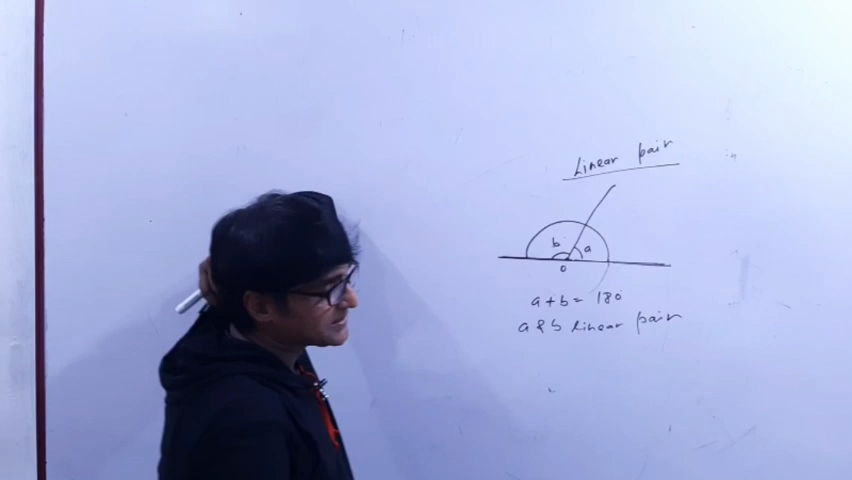 Linear pair
b
a
o
a + b = 180°
a & b linear pair